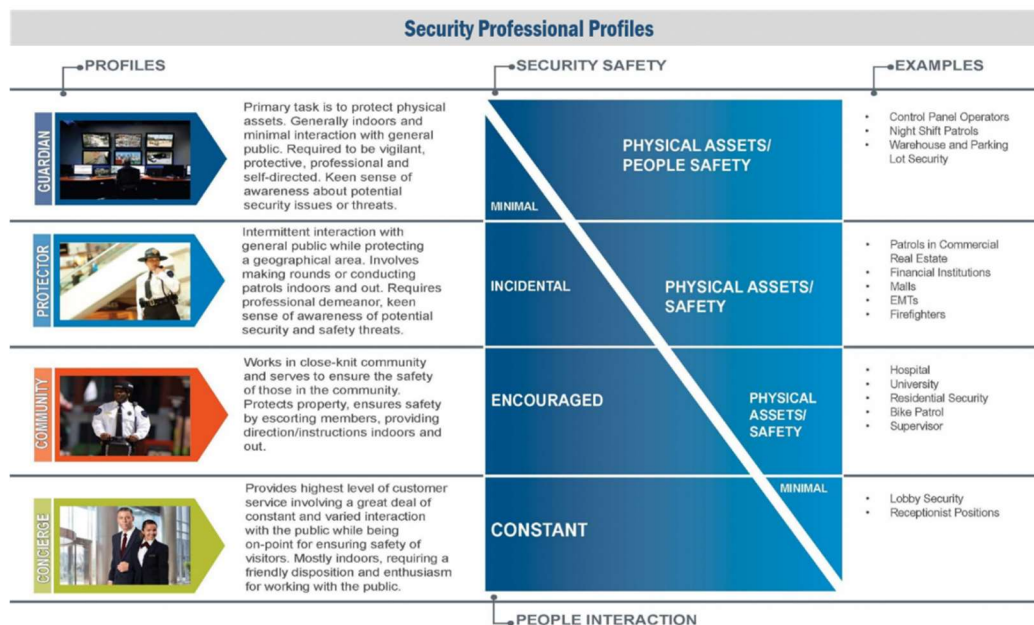 Security Professional Profiles
PROFILES
SECURITY SAFETY
EXAMPLES
GUARDIAN
Primary task is to protect physical
assets. Generally indoors and
minimal interaction with general
public. Required to be vigilant,
protective, professional and
self-directed. Keen sense of
awareness about potential
security issues or threats.
MINIMAL
PHYSICAL ASSETS/
PEOPLE SAFETY
• Control Panel Operators
• Night Shift Patrols
• Warehouse and Parking
Lot Security
PROTECTOR
Intermittent interaction with
general public while protecting
a geographical area. Involves
making rounds or conducting
patrols indoors and out. Requires
professional demeanor, keen
sense of awareness of potential
security and safety threats.
INCIDENTAL
PHYSICAL ASSETS/
SAFETY
• Patrols in Commercial
Real Estate
• Financial Institutions
• Malls
• EMTs
• Firefighters
COMMUNITY
Works in close-knit community
and serves to ensure the safety
of those in the community.
Protects property, ensures safety
by escorting members, providing
direction/instructions indoors and
out.
ENCOURAGED
PHYSICAL
ASSETS/
SAFETY
• Hospital
• University
• Residential Security
• Bike Patrol
• Supervisor
CONCIERGE
Provides highest level of customer
service involving a great deal of
constant and varied interaction
with the public while being
on-point for ensuring safety of
visitors. Mostly indoors, requiring a
friendly disposition and enthusiasm
for working with the public.
CONSTANT
MINIMAL
• Lobby Security
• Receptionist Positions
PEOPLE INTERACTION